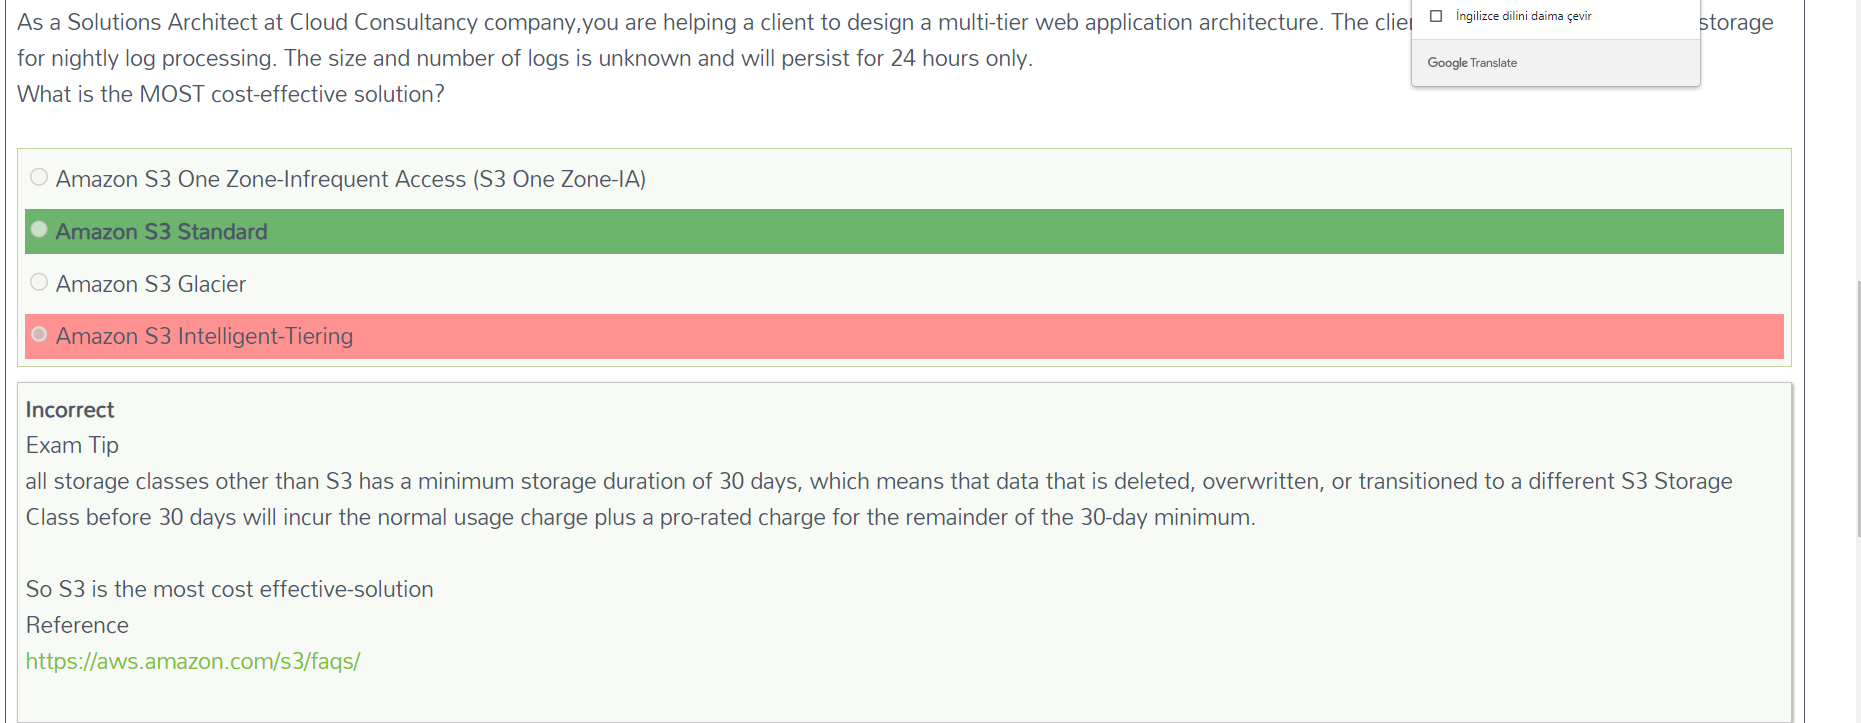 As a Solutions Architect at Cloud Consultancy company,you are helping a client to design a multi-tier web application architecture. The storage
for nightly log processing. The size and number of logs is unknown and will persist for 24 hours only.
What is the MOST cost-effective solution?
İngilizce dilini daima çevir
Google Translate
Amazon S3 One Zone-Infrequent Access (S3 One Zone-IA)
Amazon S3 Standard
Amazon S3 Glacier
Amazon S3 Intelligent-Tiering
Incorrect
Exam Tip
all storage classes other than S3 has a minimum storage duration of 30 days, which means that data that is deleted, overwritten, or transitioned to a different S3 Storage
Class before 30 days will incur the normal usage charge plus a pro-rated charge for the remainder of the 30-day minimum.
So S3 is the most cost effective-solution
Reference
https://aws.amazon.com/s3/faqs/